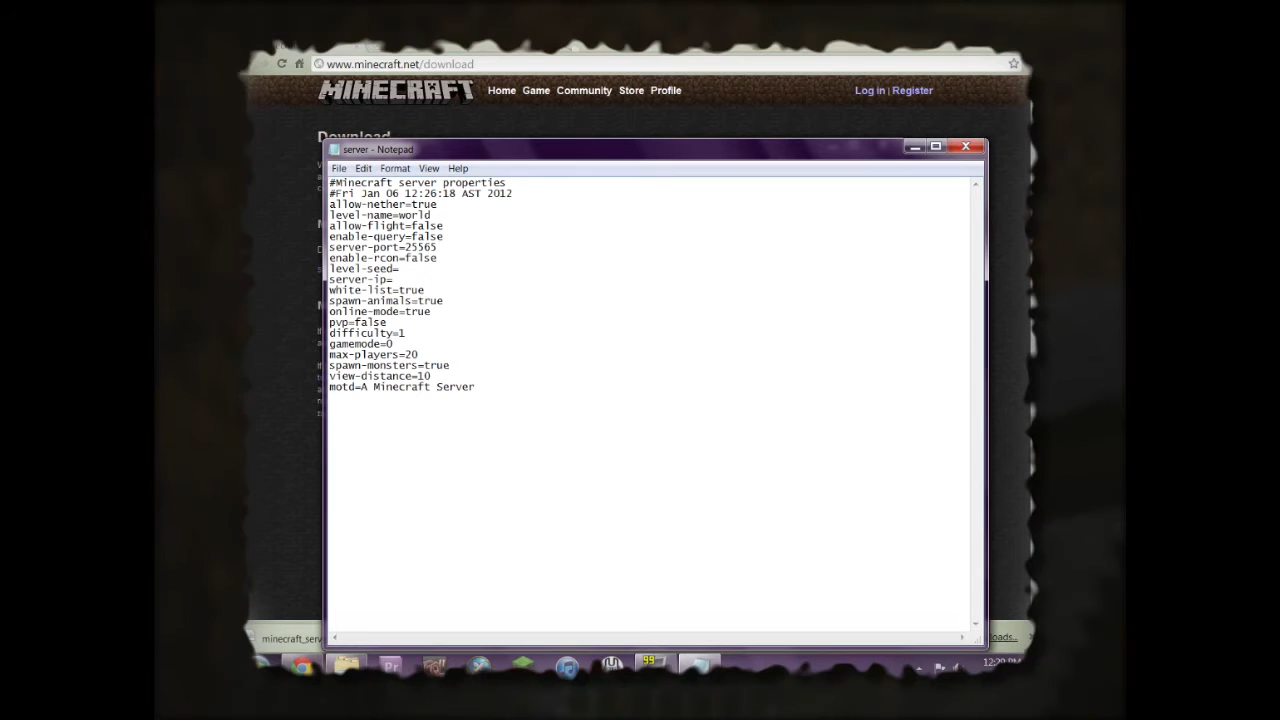 www.minecraft.net/download
MINECRAFT
Home Game Community Store Profile
Log in | Register
Download
server - Notepad
File Edit Format View Help
#Minecraft server properties
#Fri Jan 06 12:26:18 AST 2012
allow-nether=true
level-name=world
allow-flight=false
enable-query=false
server-port=25565
enable-rcon=false
level-seed=
server-ip=
white-list=true
spawn-animals=true
online-mode=true
pvp=false
difficulty=1
gamemode=0
max-players=20
spawn-monsters=true
view-distance=10
motd=A Minecraft Server
minecraft_serv
loads...
Pr
99